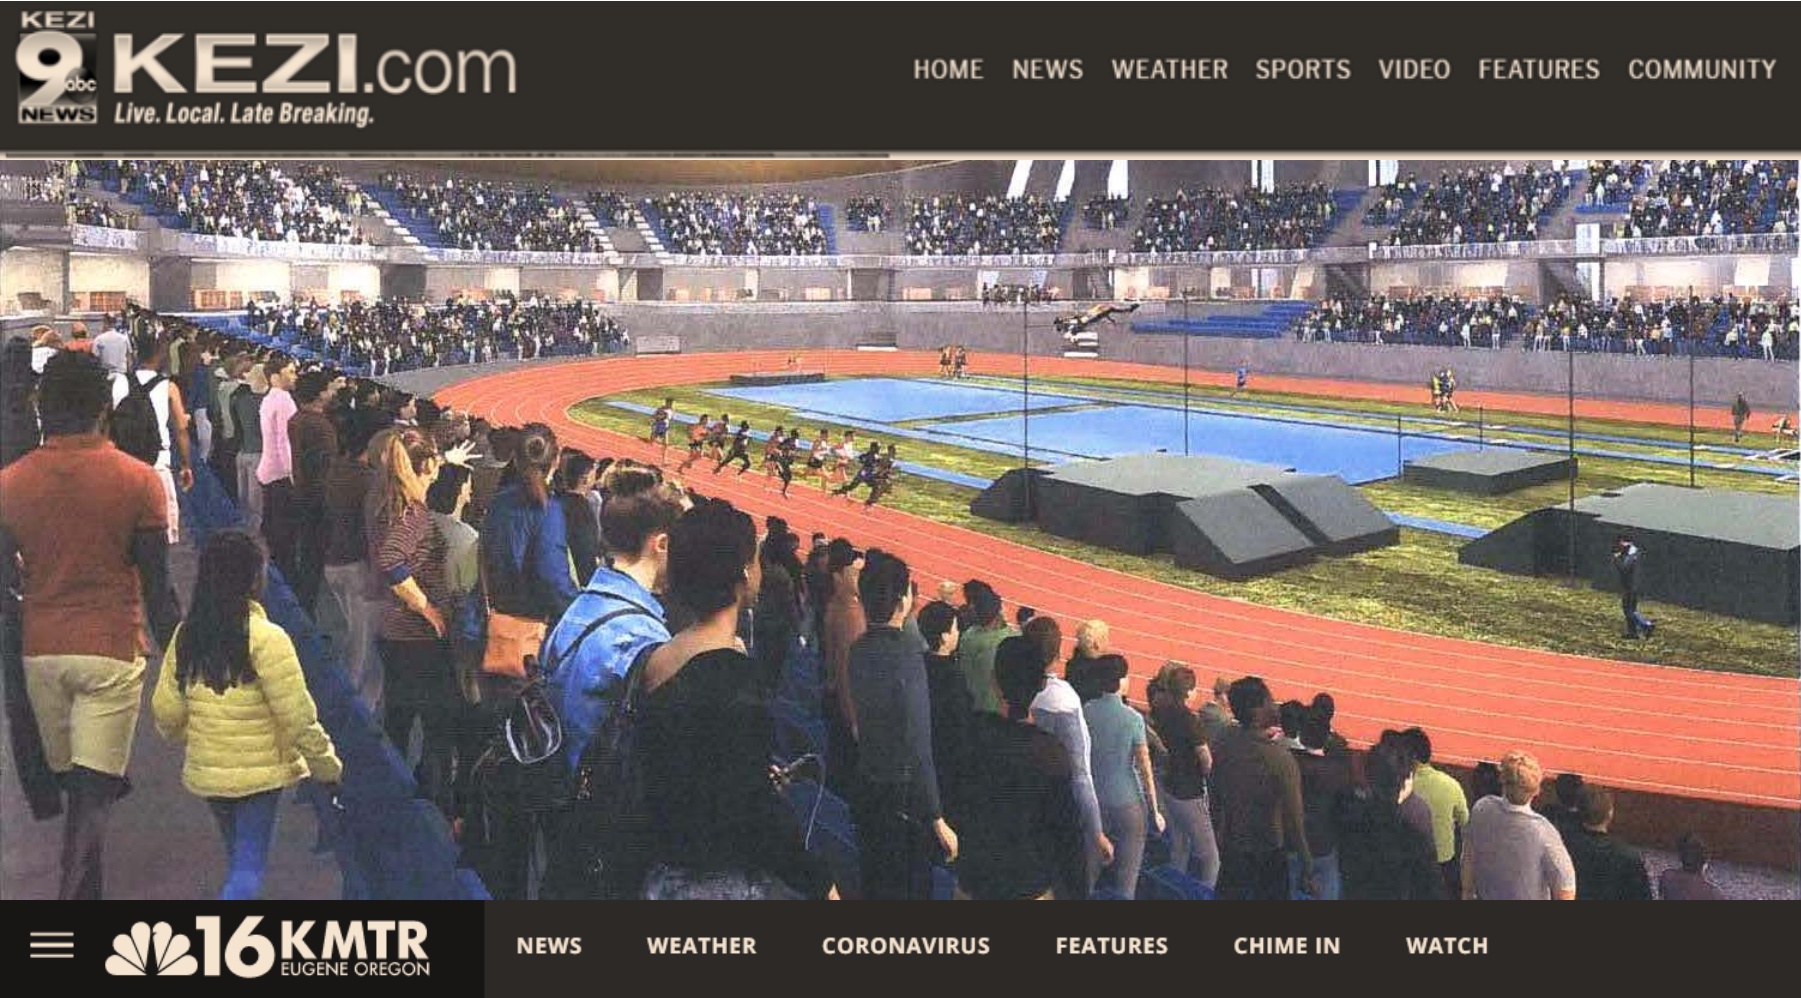 KEZI
9
abc
NEWS
KEZI.com
Live. Local. Late Breaking.
HOME NEWS WEATHER SPORTS VIDEO FEATURES COMMUNITY
16 KMTR
EUGENE OREGON
NEWS WEATHER CORONAVIRUS FEATURES CHIME IN WATCH